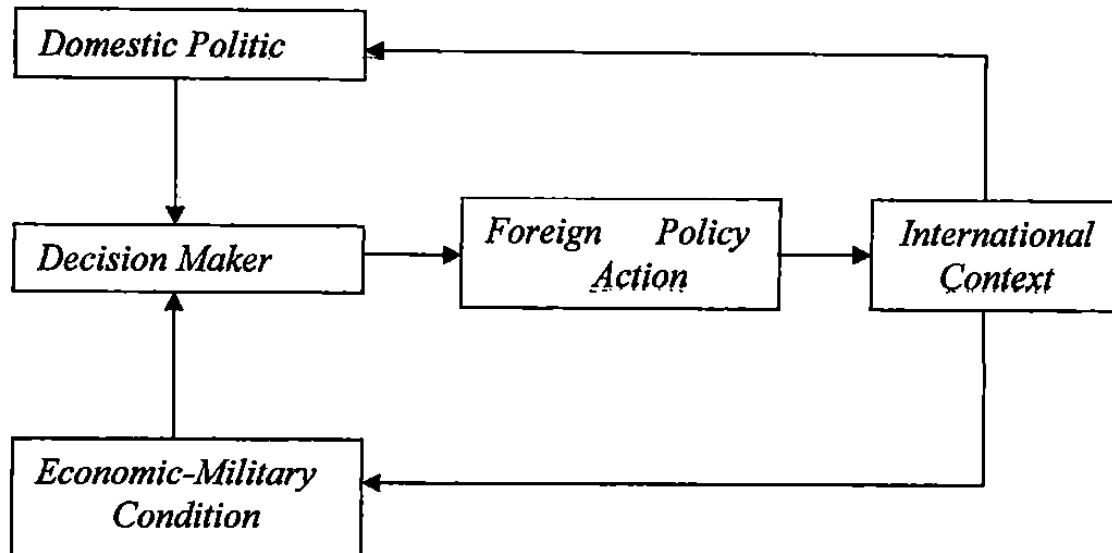 Domestic Politic
Decision Maker
Foreign Policy
Action
International
Context
Economic-Military
Condition